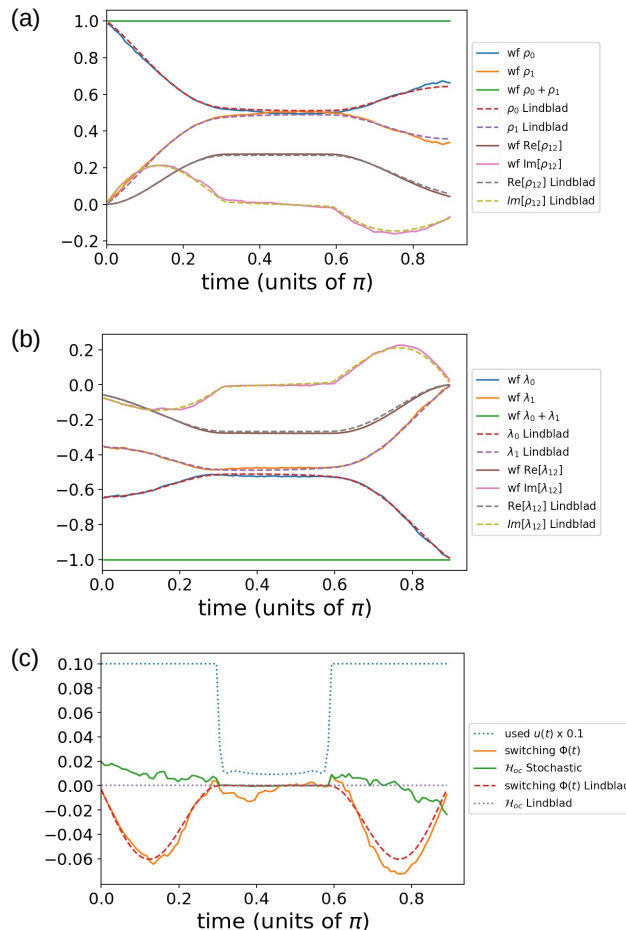 (a)
1.0
0.8
0.6
0.4
0.2
0.0
−0.2
0.0 0.2 0.4 0.6 0.8
time (units of π)
wf ρ0
wf ρ1
wf ρ0 + ρ1
ρ0 Lindblad
ρ1 Lindblad
wf Re[ρ12]
wf Im[ρ12]
Re[ρ12] Lindblad
Im[ρ12] Lindblad
(b)
0.2
0.0
−0.2
−0.4
−0.6
−0.8
−1.0
0.0 0.2 0.4 0.6 0.8
time (units of π)
wf λ0
wf λ1
wf λ0 + λ1
λ0 Lindblad
λ1 Lindblad
wf Re[λ12]
wf Im[λ12]
Re[λ12] Lindblad
Im[λ12] Lindblad
(c)
0.10
0.08
0.06
0.04
0.02
0.00
−0.02
−0.04
−0.06
0.0 0.2 0.4 0.6 0.8
time (units of π)
used u(t) x 0.1
switching Φ(t)
ℋoc Stochastic
switching Φ(t) Lindblad
ℋoc Lindblad